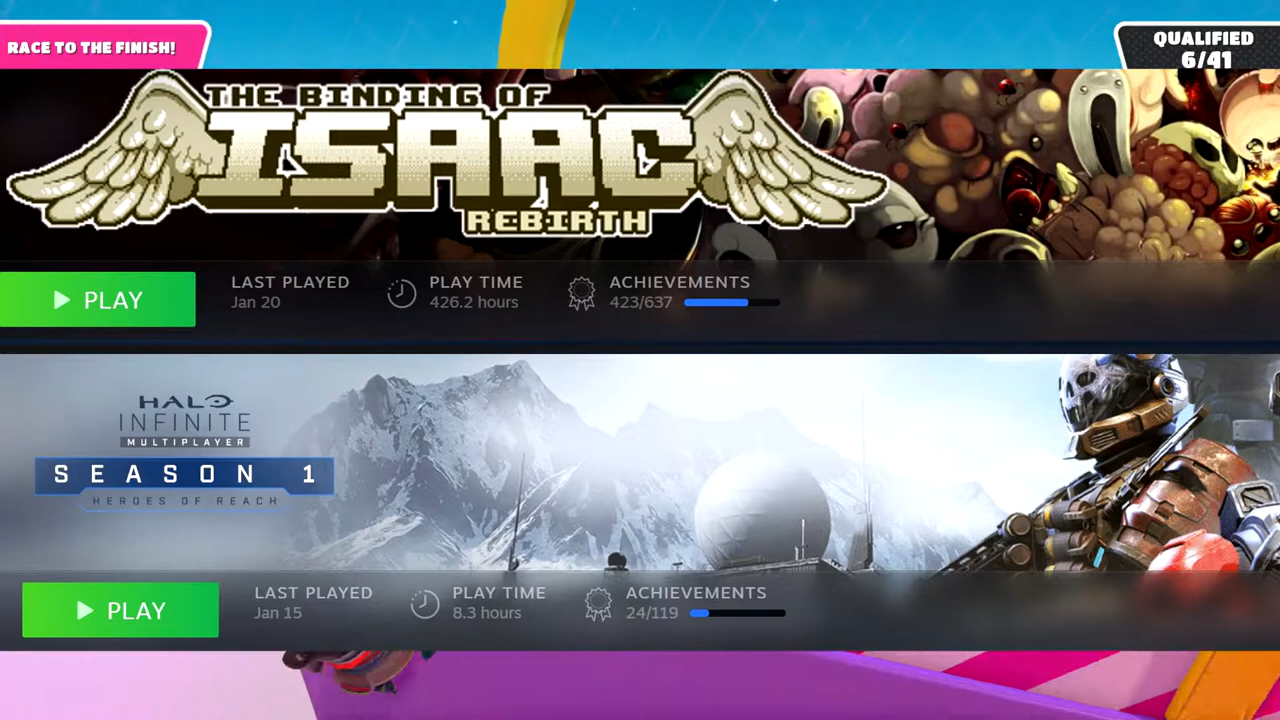 RACE TO THE FINISH!
QUALIFIED
6/41
THE BINDING OF
ISAAC
REBIRTH
PLAY
LAST PLAYED
Jan 20
PLAY TIME
426.2 hours
ACHIEVEMENTS
423/637
HALO
INFINITE
MULTIPLAYER
SEASON 1
HEROES OF REACH
PLAY
LAST PLAYED
Jan 15
PLAY TIME
8.3 hours
ACHIEVEMENTS
24/119